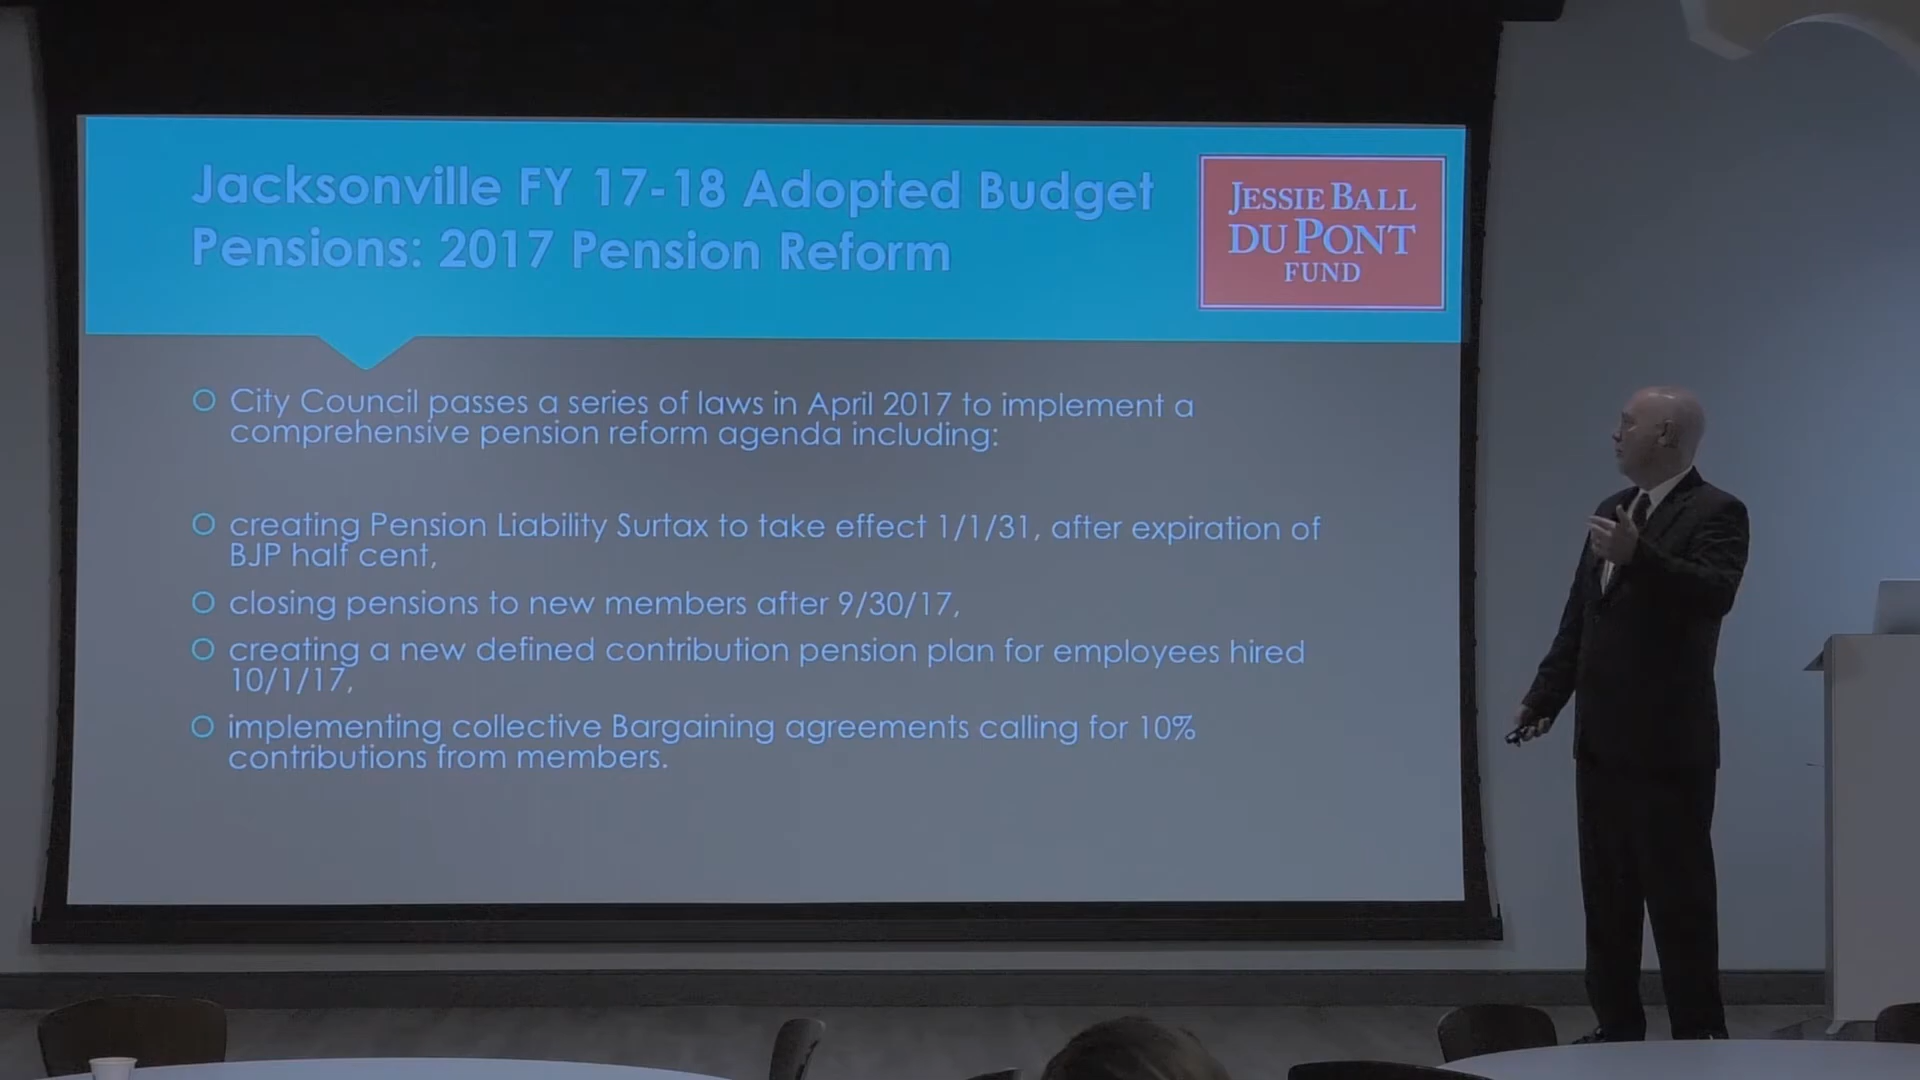 Jacksonville FY 17-18 Adopted Budget
Pensions: 2017 Pension Reform
JESSIE BALL
DU PONT
FUND
City Council passes a series of laws in April 2017 to implement a
comprehensive pension reform agenda including:
creating Pension Liability Surtax to take effect 1/1/31, after expiration of
BJP half cent,
closing pensions to new members after 9/30/17,
creating a new defined contribution pension plan for employees hired
10/1/17,
implementing collective Bargaining agreements calling for 10%
contributions from members.